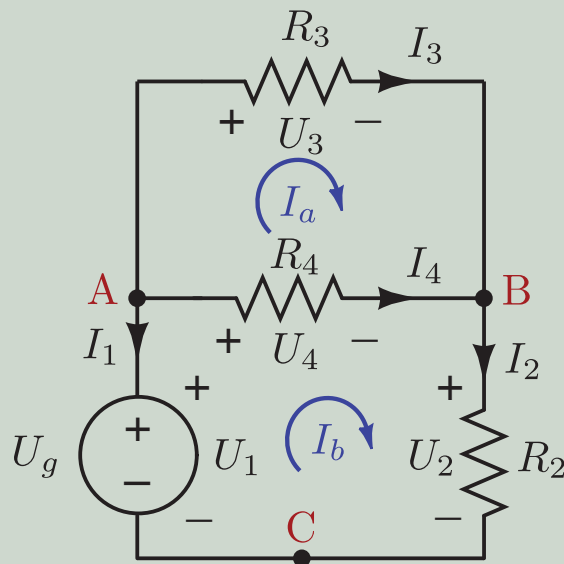 R3 I3
+ U3 −
Ia
R4 I4
A B
+ U4 −
I1 I2
+ +
Ug + − U1 Ib U2 R2
− −
C